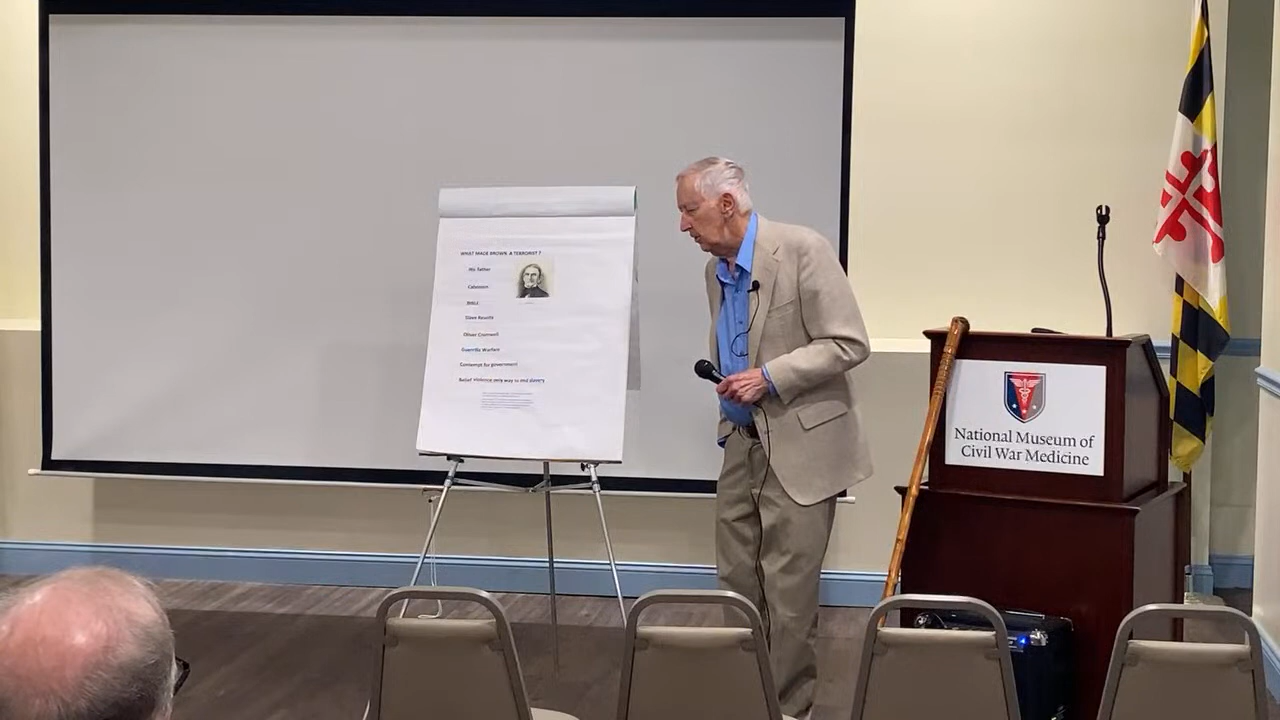 WHAT MADE BROWN A TERRORIST ?
His father
Calvinism
BIBLE
Slave Revolts
Oliver Cromwell
Guerrilla Warfare
Contempt for government
Belief violence only way to end slavery
National Museum of
Civil War Medicine